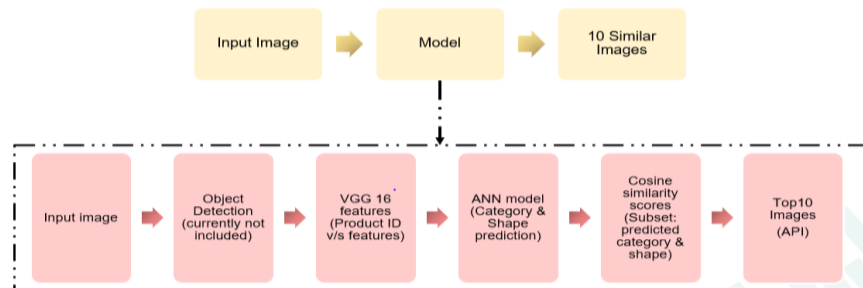 Input Image
Model
10 Similar
Images
Input image
Object
Detection
(currently not
included)
VGG 16
features
(Product ID
v/s features)
ANN model
(Category &
Shape
prediction)
Cosine
similarity
scores
(Subset:
predicted
category &
shape)
Top10
Images
(API)